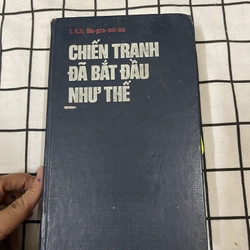 I. Kh. Ba-gra-mi-an
CHIẾN TRANH
ĐÃ BẮT ĐẦU
NHƯ THẾ